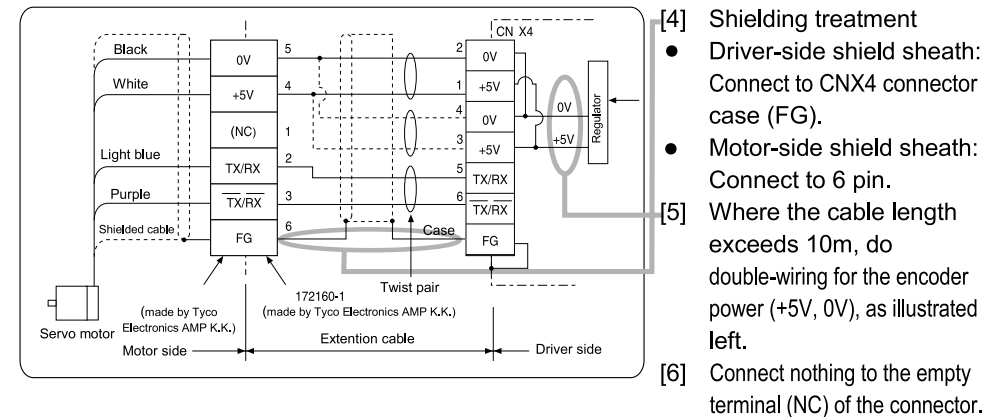 CN X4
Black
White
Light blue
Purple
Shielded cable
0V
+5V
(NC)
TX/RX
TX/RX
FG
5
4
1
2
3
6
2
1
4
3
5
6
Case
0V
+5V
0V
+5V
TX/RX
TX/RX
FG
0V
+5V
Regulator
Servo motor
(made by Tyco
Electronics AMP K.K.)
172160-1
(made by Tyco Electronics AMP K.K.)
Twist pair
Motor side
Extention cable
Driver side
[4] Shielding treatment
● Driver-side shield sheath:
Connect to CNX4 connector
case (FG).
● Motor-side shield sheath:
Connect to 6 pin.
[5] Where the cable length
exceeds 10m, do
double-wiring for the encoder
power (+5V, 0V), as illustrated
left.
[6] Connect nothing to the empty
terminal (NC) of the connector.